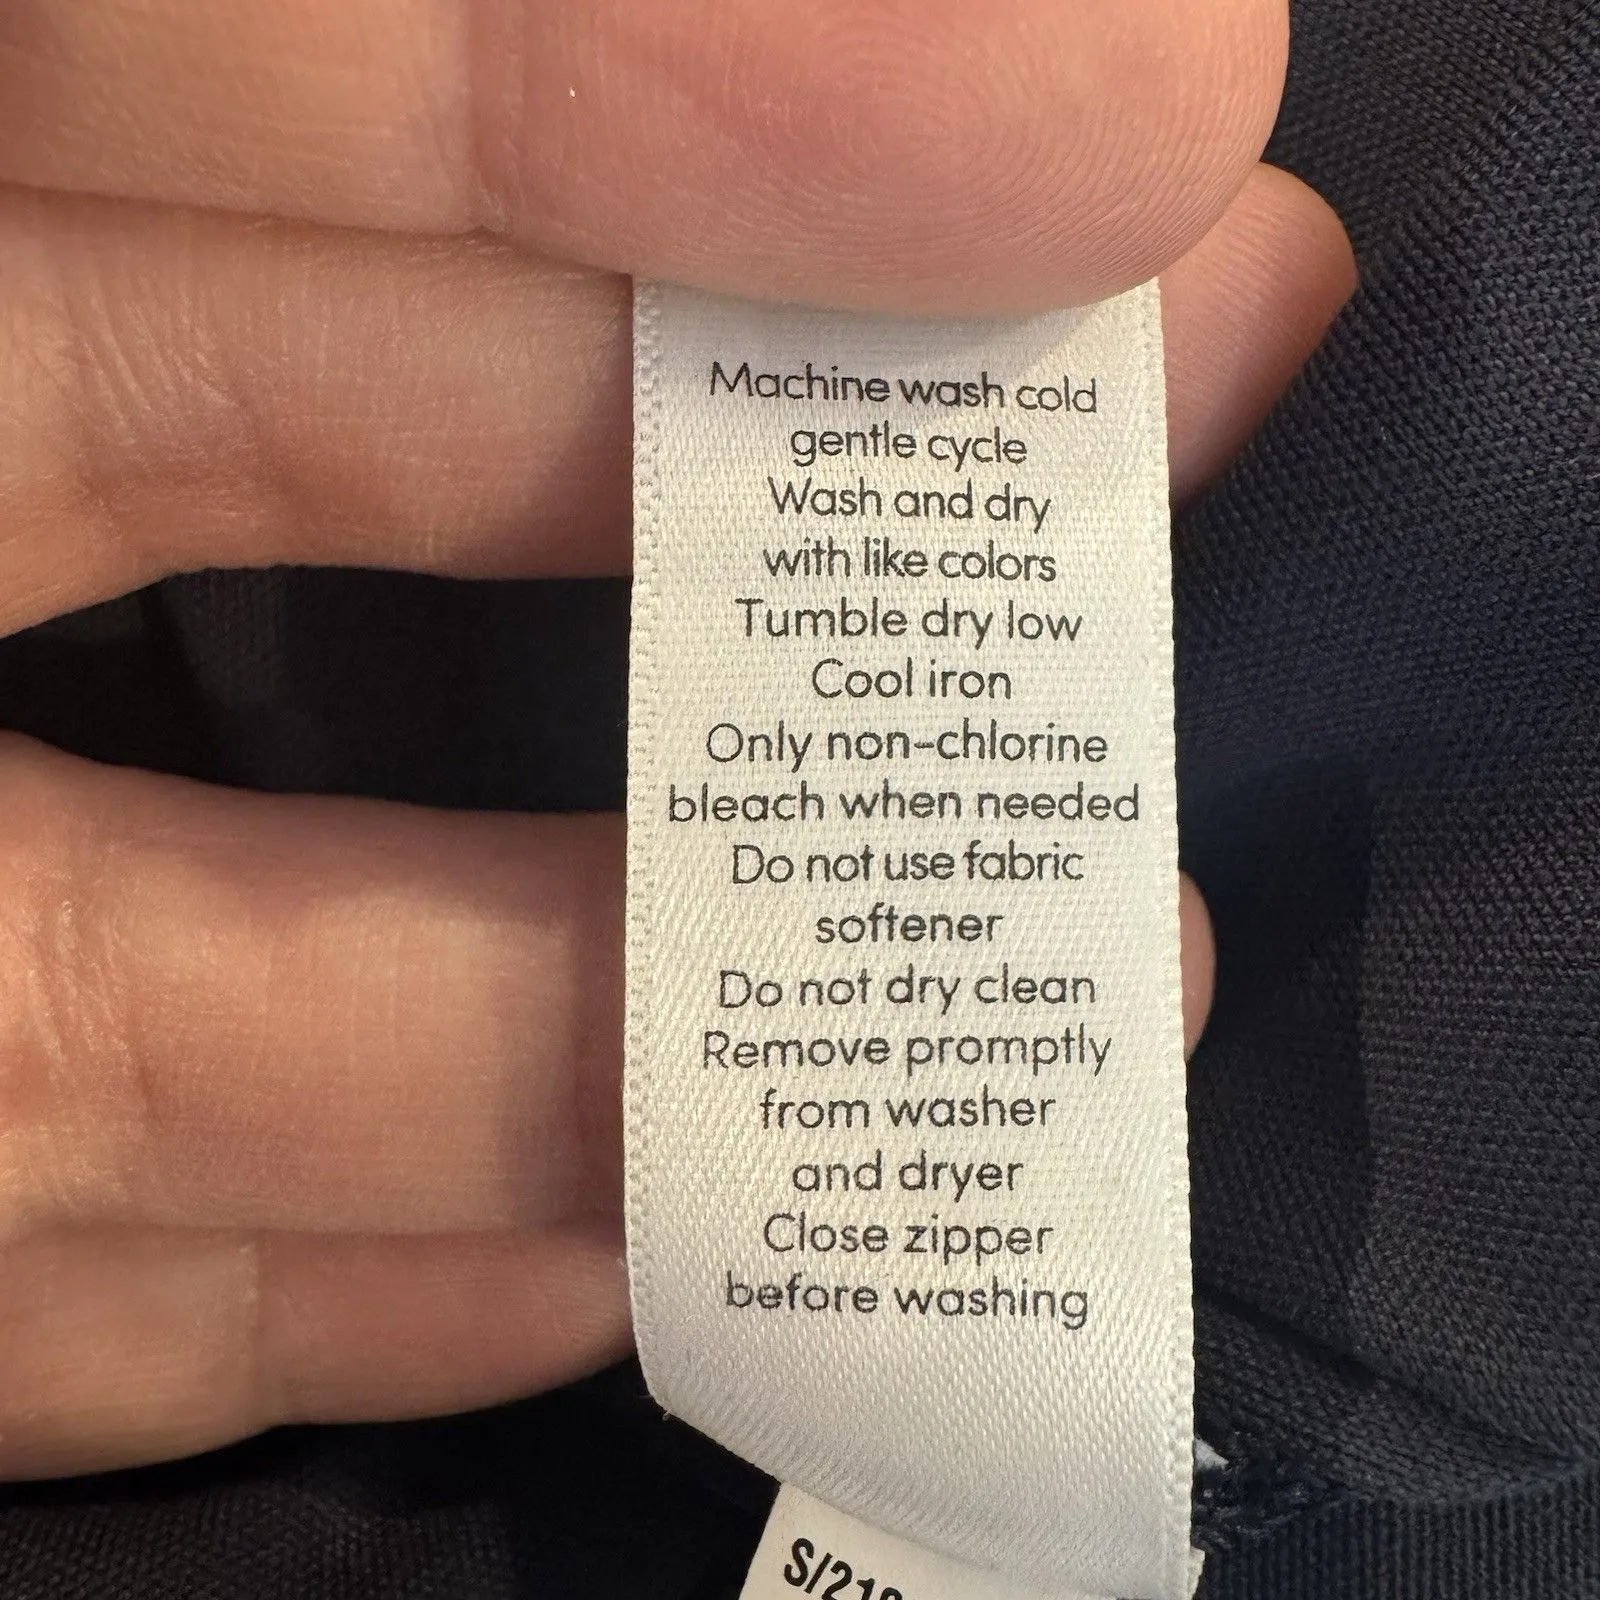 Machine wash cold
gentle cycle
Wash and dry
with like colors
Tumble dry low
Cool iron
Only non-chlorine
bleach when needed
Do not use fabric
softener
Do not dry clean
Remove promptly
from washer
and dryer
Close zipper
before washing